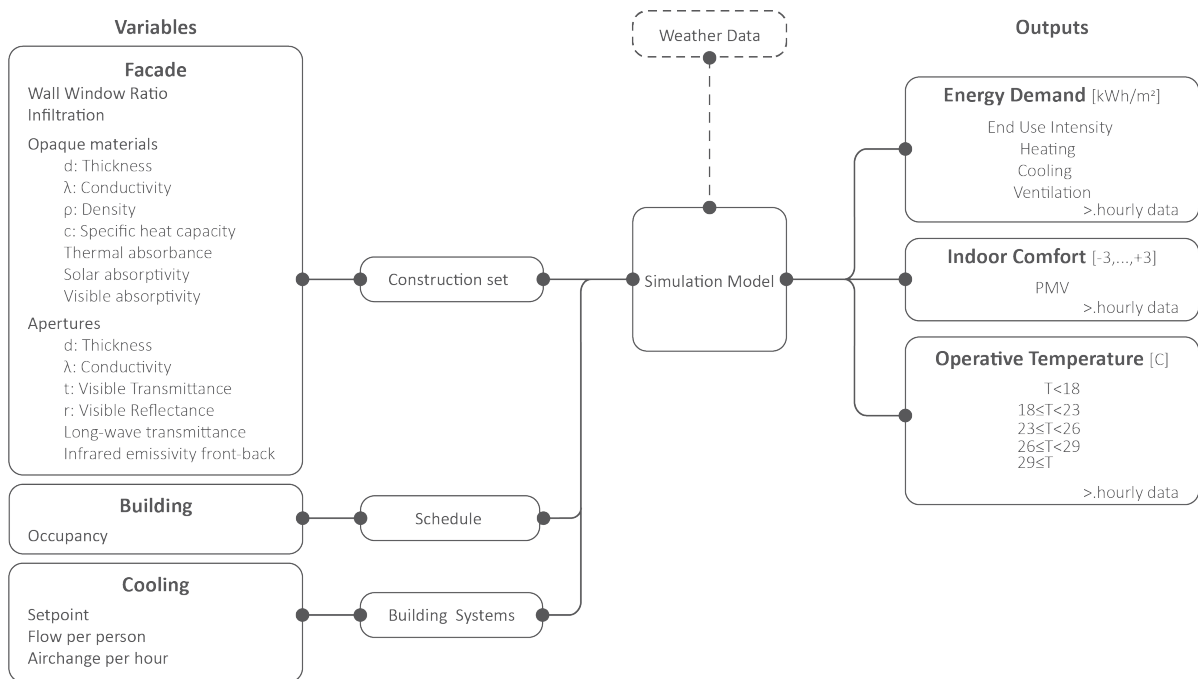 Variables
Facade
Wall Window Ratio
Infiltration
Opaque materials
d: Thickness
λ: Conductivity
ρ: Density
c: Specific heat capacity
Thermal absorbance
Solar absorptivity
Visible absorptivity
Apertures
d: Thickness
λ: Conductivity
t: Visible Transmittance
r: Visible Reflectance
Long-wave transmittance
Infrared emissivity front-back
Building
Occupancy
Cooling
Setpoint
Flow per person
Airchange per hour
Construction set
Schedule
Building Systems
Weather Data
Simulation Model
Outputs
Energy Demand [kWh/m²]
End Use Intensity
Heating
Cooling
Ventilation
>.hourly data
Indoor Comfort [-3,...,+3]
PMV
>.hourly data
Operative Temperature [C]
T<18
18≤T<23
23≤T<26
26≤T<29
29≤T
>.hourly data